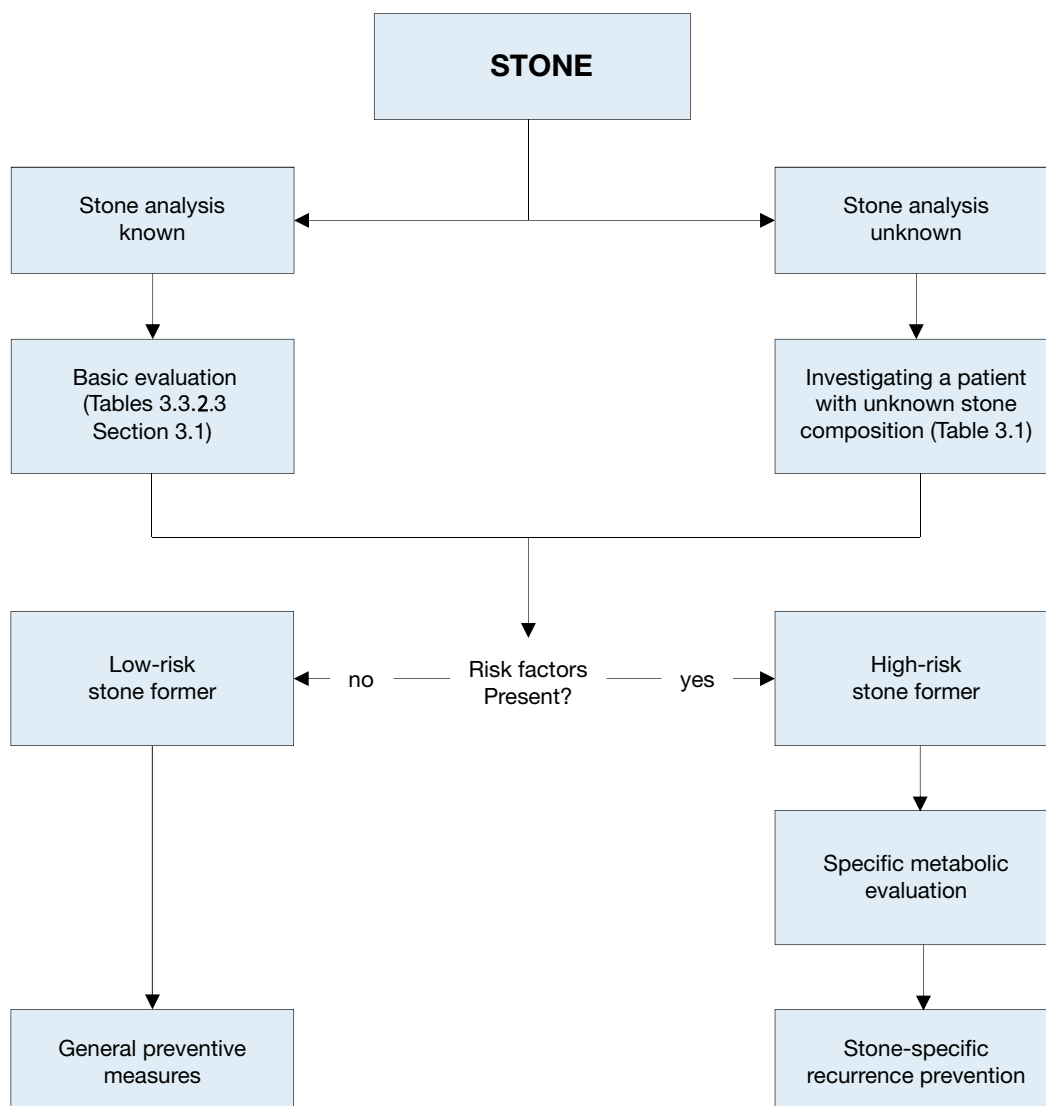 STONE
Stone analysis
known
Stone analysis
unknown
Basic evaluation
(Tables 3.3.2.3
Section 3.1)
Investigating a patient
with unknown stone
composition (Table 3.1)
Low-risk
stone former
no
Risk factors
Present?
yes
High-risk
stone former
Specific metabolic
evaluation
General preventive
measures
Stone-specific
recurrence prevention